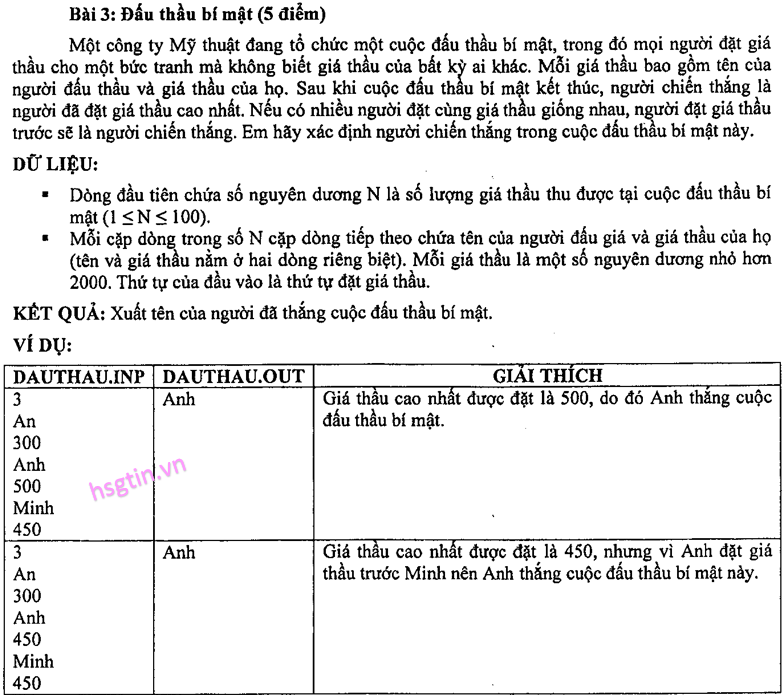 Bài 3: Đấu thầu bí mật (5 điểm)
Một công ty Mỹ thuật đang tổ chức một cuộc đấu thầu bí mật, trong đó mọi người đặt giá
thầu cho một bức tranh mà không biết giá thầu của bất kỳ ai khác. Mỗi giá thầu bao gồm tên của
người đấu thầu và giá thầu của họ. Sau khi cuộc đấu thầu bí mật kết thúc, người chiến thắng là
người đã đặt giá thầu cao nhất. Nếu có nhiều người đặt cùng giá thầu giống nhau, người đặt giá thầu
trước sẽ là người chiến thắng. Em hãy xác định người chiến thắng trong cuộc đấu thầu bí mật này.
DỮ LIỆU:
▪ Dòng đầu tiên chứa số nguyên dương N là số lượng giá thầu thu được tại cuộc đấu thầu bí
mật (1 ≤ N ≤ 100).
▪ Mỗi cặp dòng trong số N cặp dòng tiếp theo chứa tên của người đấu giá và giá thầu của họ
(tên và giá thầu nằm ở hai dòng riêng biệt). Mỗi giá thầu là một số nguyên dương nhỏ hơn
2000. Thứ tự của đầu vào là thứ tự đặt giá thầu.
KẾT QUẢ: Xuất tên của người đã thắng cuộc đấu thầu bí mật.
VÍ DỤ:
DAUTHAU.INP DAUTHAU.OUT GIẢI THÍCH
3 Anh Giá thầu cao nhất được đặt là 500, do đó Anh thắng cuộc
An đấu thầu bí mật.
300
Anh
500
hsgtin.vn
Minh
450
3 Anh Giá thầu cao nhất được đặt là 450, nhưng vì Anh đặt giá
An thầu trước Minh nên Anh thắng cuộc đấu thầu bí mật này.
300
Anh
450
Minh
450